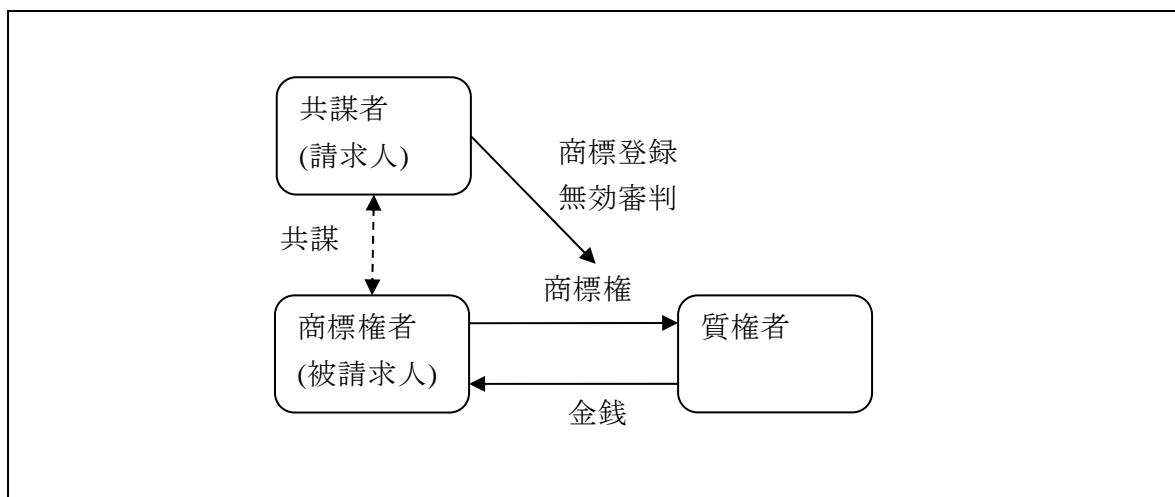 共謀者
(請求人)
商標登録
無効審判
共謀
商標権
商標権者
(被請求人)
質権者
金銭